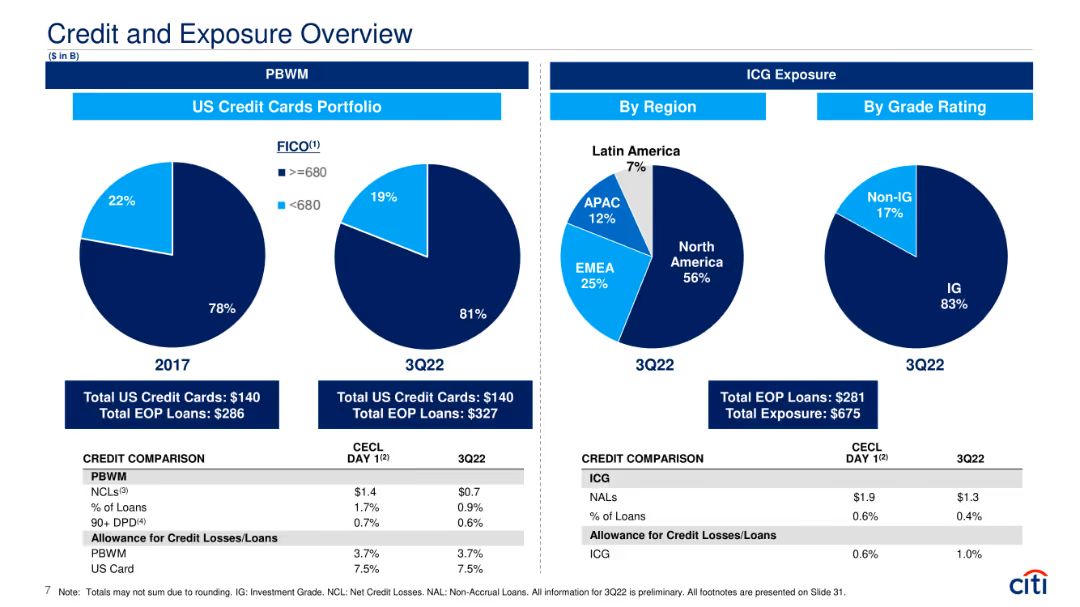 Credit and Exposure Overview
($ in B)
PBWM
US Credit Cards Portfolio
FICO(1)
>=680
<680
22%
78%
2017
19%
81%
3Q22
Total US Credit Cards: $140
Total EOP Loans: $286
Total US Credit Cards: $140
Total EOP Loans: $327
CREDIT COMPARISON CECL DAY 1(2) 3Q22
PBWM
NCLs(3) $1.4 $0.7
% of Loans 1.7% 0.9%
90+ DPD(4) 0.7% 0.6%
Allowance for Credit Losses/Loans
PBWM 3.7% 3.7%
US Card 7.5% 7.5%
ICG Exposure
By Region
By Grade Rating
Latin America
7%
APAC
12%
EMEA
25%
North
America
56%
3Q22
Non-IG
17%
IG
83%
3Q22
Total EOP Loans: $281
Total Exposure: $675
CREDIT COMPARISON CECL DAY 1(2) 3Q22
ICG
NALs $1.9 $1.3
% of Loans 0.6% 0.4%
Allowance for Credit Losses/Loans
ICG 0.6% 1.0%
7 Note: Totals may not sum due to rounding. IG: Investment Grade. NCL: Net Credit Losses. NAL: Non-Accrual Loans. All information for 3Q22 is preliminary. All footnotes are presented on Slide 31.
citi